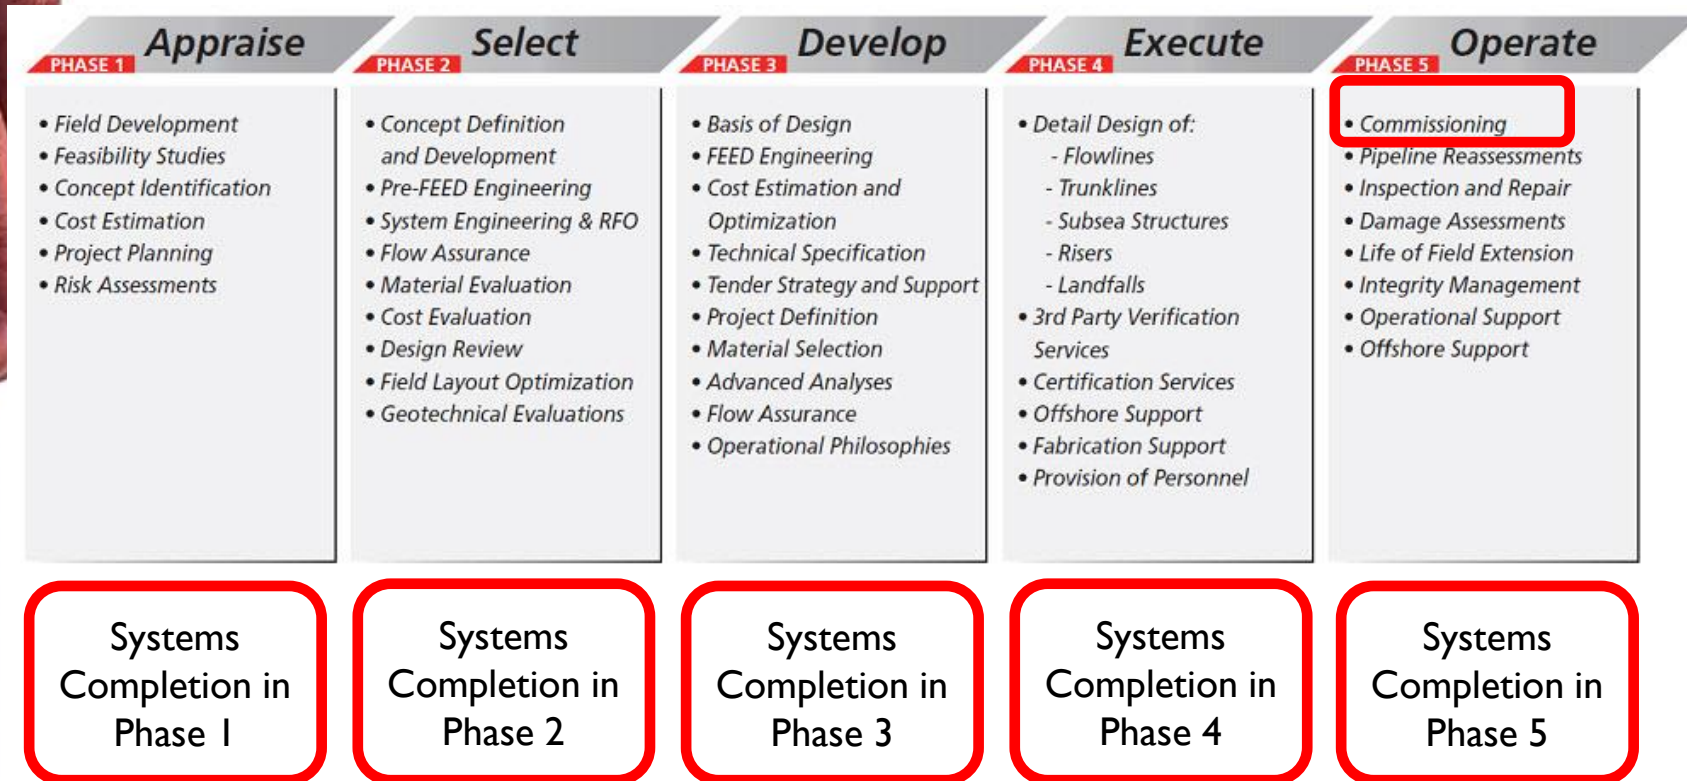 Appraise
PHASE 1
• Field Development
• Feasibility Studies
• Concept Identification
• Cost Estimation
• Project Planning
• Risk Assessments
Select
PHASE 2
• Concept Definition
and Development
• Pre-FEED Engineering
• System Engineering & RFO
• Flow Assurance
• Material Evaluation
• Cost Evaluation
• Design Review
• Field Layout Optimization
• Geotechnical Evaluations
Develop
PHASE 3
• Basis of Design
• FEED Engineering
• Cost Estimation and
Optimization
• Technical Specification
• Tender Strategy and Support
• Project Definition
• Material Selection
• Advanced Analyses
• Flow Assurance
• Operational Philosophies
Execute
PHASE 4
• Detail Design of:
- Flowlines
- Trunklines
- Subsea Structures
- Risers
- Landfalls
• 3rd Party Verification
Services
• Certification Services
• Offshore Support
• Fabrication Support
• Provision of Personnel
Operate
PHASE 5
• Commissioning
• Pipeline Reassessments
• Inspection and Repair
• Damage Assessments
• Life of Field Extension
• Integrity Management
• Operational Support
• Offshore Support
Systems
Completion in
Phase 1
Systems
Completion in
Phase 2
Systems
Completion in
Phase 3
Systems
Completion in
Phase 4
Systems
Completion in
Phase 5